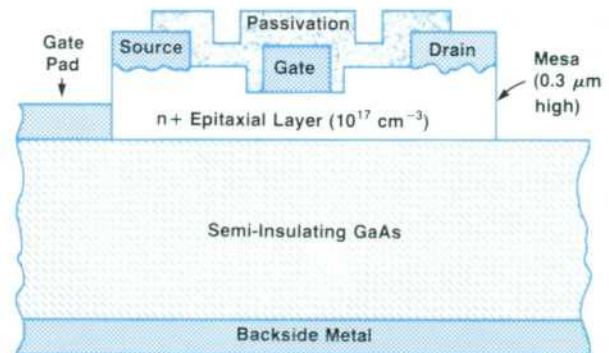 Passivation
Gate
Pad
Source
Gate
Drain
Mesa
(0.3 μm
high)
n+ Epitaxial Layer (10¹⁷ cm⁻³)
Semi-Insulating GaAs
Backside Metal